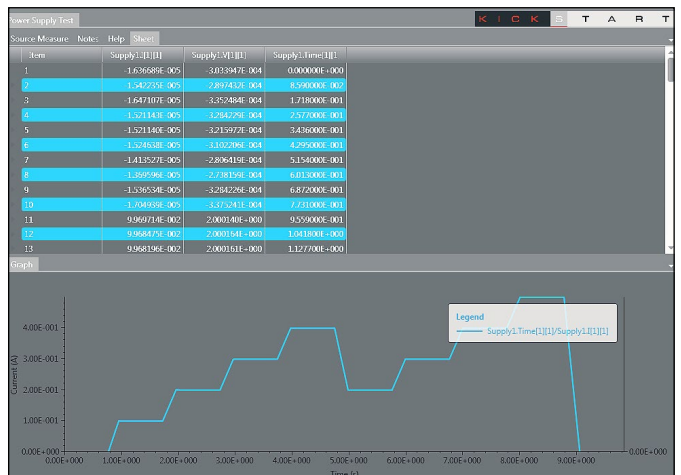 Power Supply Test
K I C K S T A R T
Source Measure Notes Help Sheet
Item Supply1.I[1][1] Supply1.V[1][1] Supply1.Time[1][1
1 -1.636689E-005 -3.033947E-004 0.000000E+000
2 -1.542235E-005 -2.897432E-004 8.590000E-002
3 -1.647107E-005 -3.352484E-004 1.718000E-001
4 -1.521143E-005 -3.284229E-004 2.577000E-001
5 -1.521140E-005 -3.215972E-004 3.436000E-001
6 -1.524638E-005 -3.102206E-004 4.295000E-001
7 -1.413527E-005 -2.806419E-004 5.154000E-001
8 -1.369596E-005 -2.738159E-004 6.013000E-001
9 -1.536534E-005 -3.284226E-004 6.872000E-001
10 -1.704939E-005 -3.375241E-004 7.731000E-001
11 9.969714E-002 2.000140E+000 9.559000E-001
12 9.968475E-002 2.000164E+000 1.041800E+000
13 9.968196E-002 2.000161E+000 1.127700E+000
Graph
Legend
Supply1.Time[1][1]/Supply1.I[1][1]
4.00E-001
3.00E-001
2.00E-001
1.00E-001
0.00E+000
Current (A)
0.00E+000 1.00E+000 2.00E+000 3.00E+000 4.00E+000 5.00E+000 6.00E+000 7.00E+000 8.00E+000 9.00E+000
0.00E+000
Time (s)